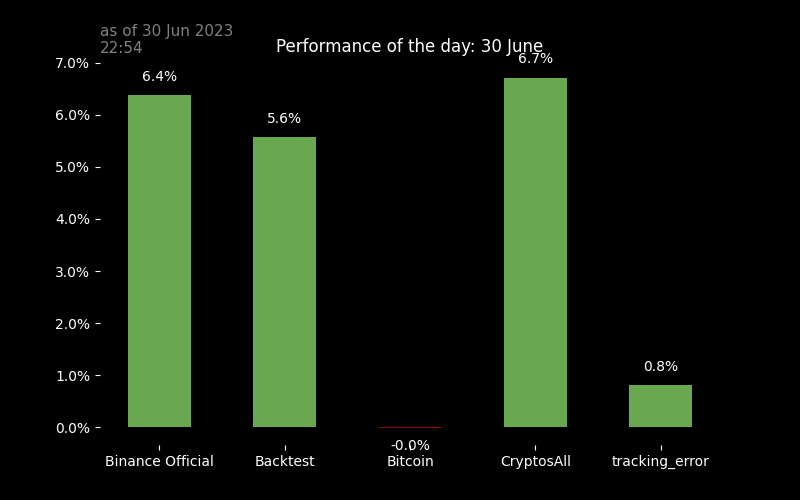 as of 30 Jun 2023
22:54
Performance of the day: 30 June
7.0%
6.0%
5.0%
4.0%
3.0%
2.0%
1.0%
0.0%
6.4%
5.6%
-0.0%
6.7%
0.8%
Binance Official
Backtest
Bitcoin
CryptosAll
tracking_error